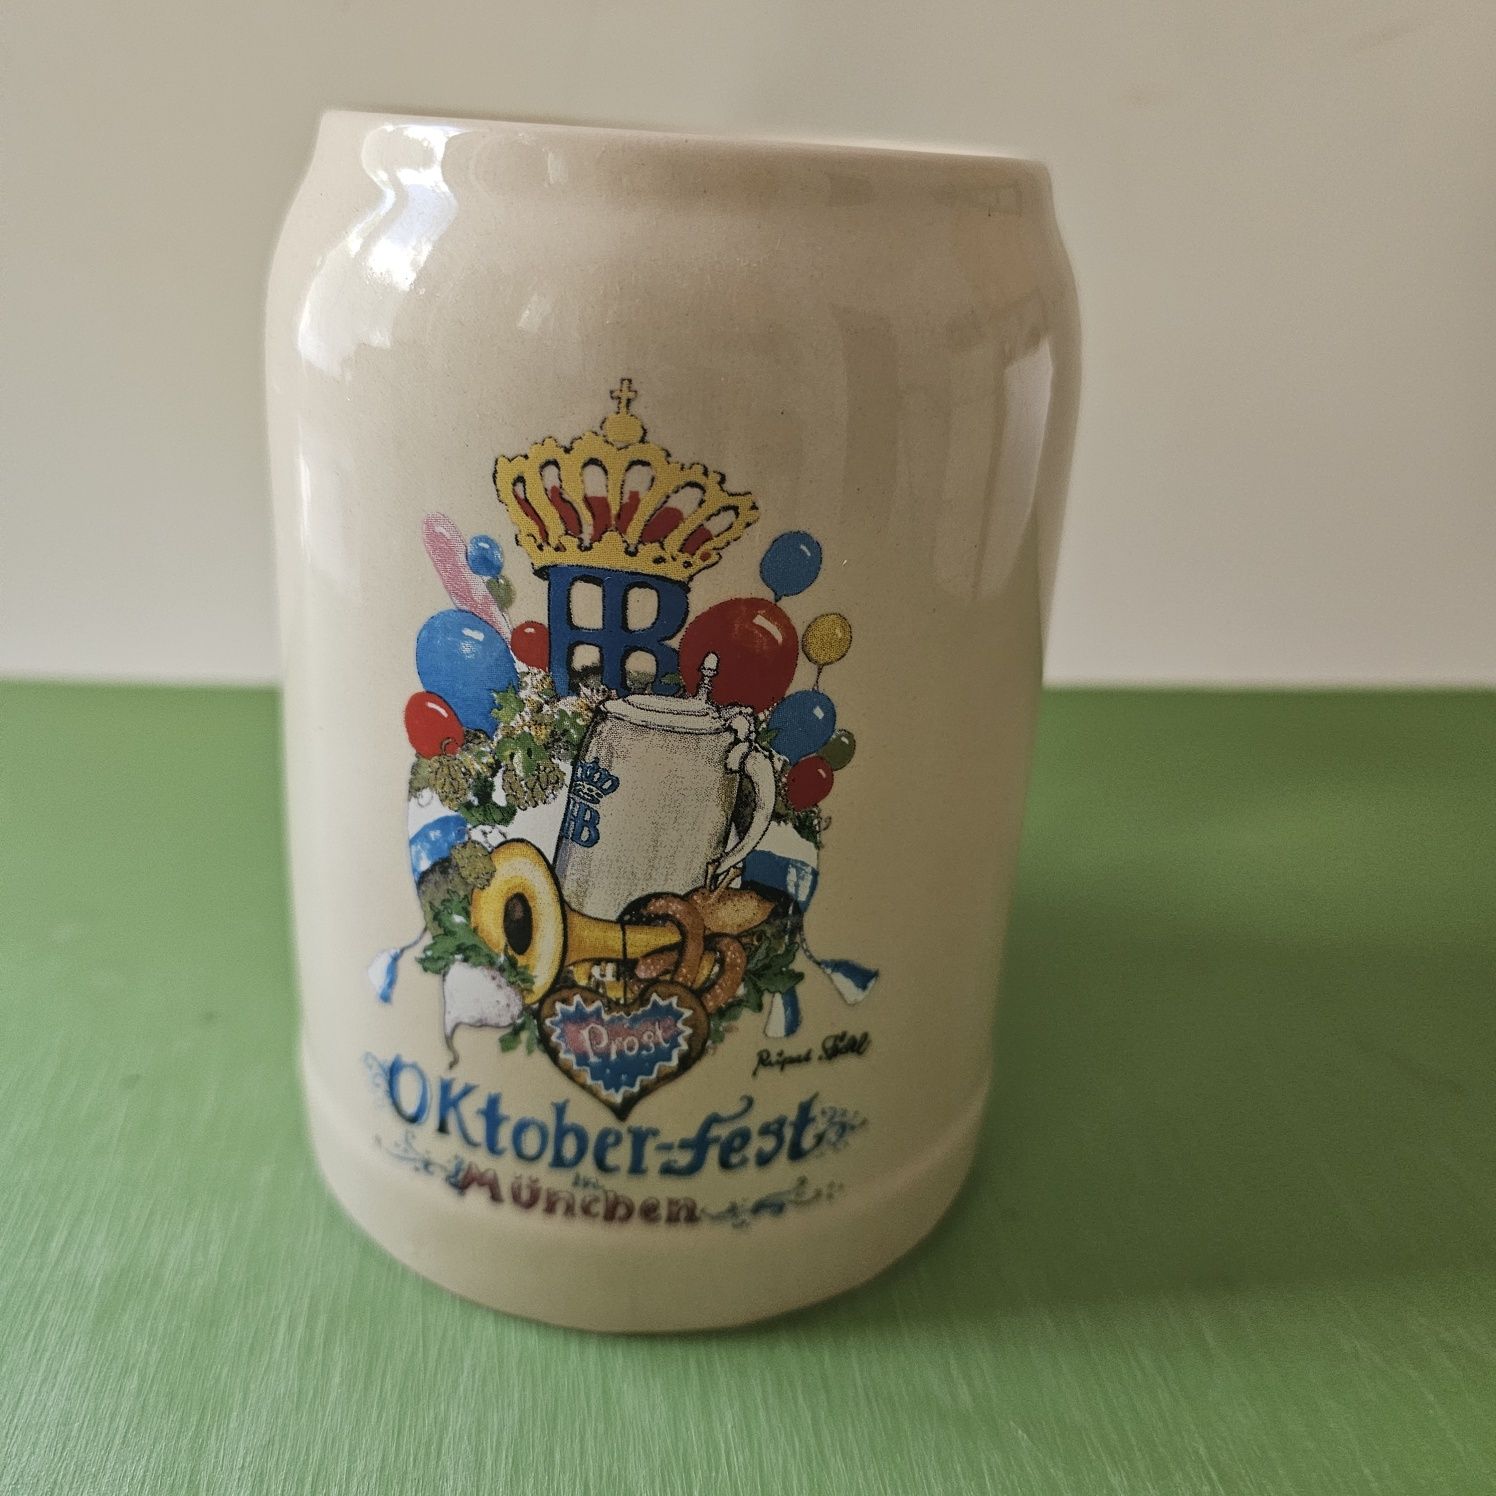 HB
HB
Prost
Oktober-fest
in
München